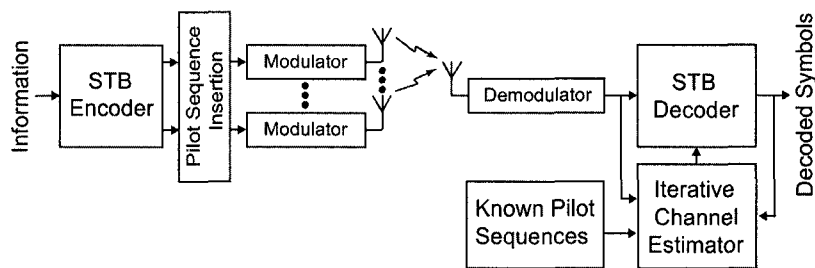 Information
STB
Encoder
Pilot Sequence
Insertion
Modulator
Modulator
Demodulator
STB
Decoder
Decoded Symbols
Known Pilot
Sequences
Iterative
Channel
Estimator